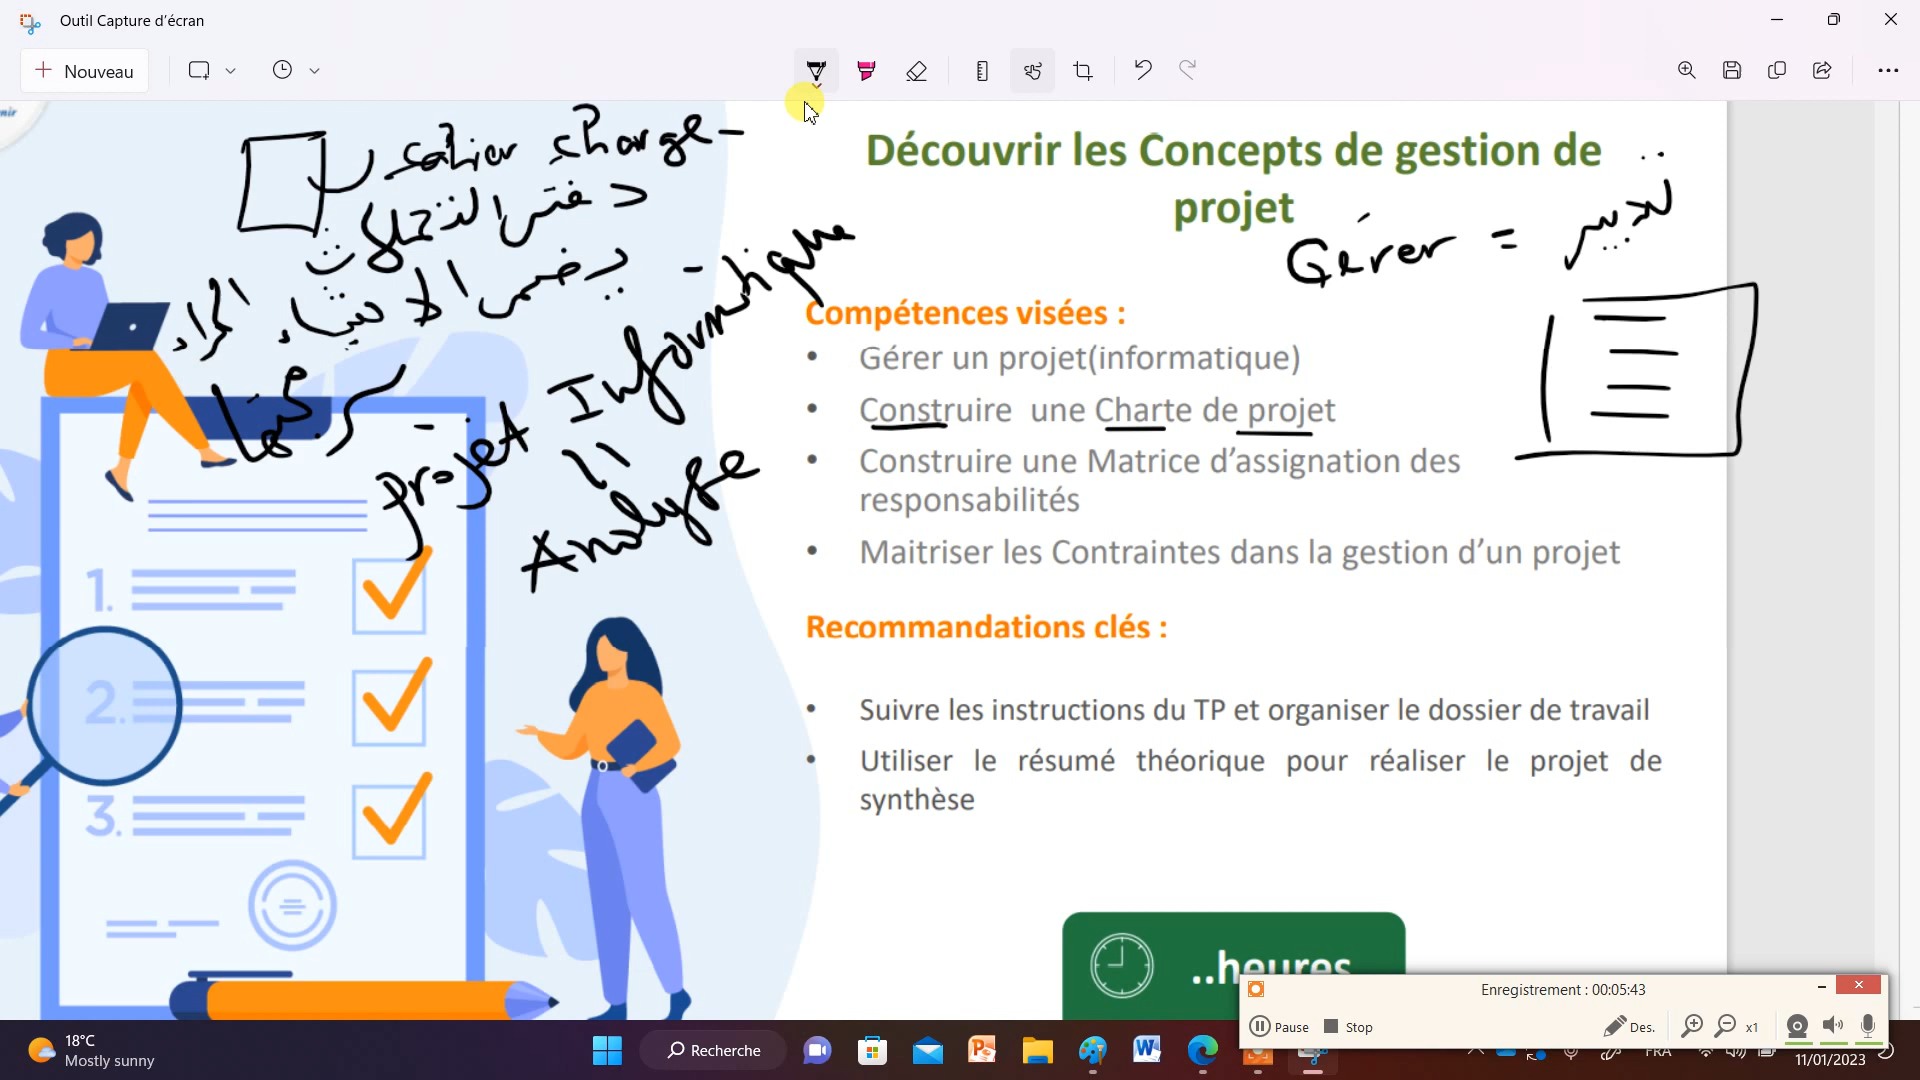 Outil Capture d'écran
Nouveau
nir
cahier charge -
دفتر التحملات
Découvrir les Concepts de gestion de
projet
Gérer =
projet Informatique
Analyse
Compétences visées :
• Gérer un projet(informatique)
• Construire une Charte de projet
• Construire une Matrice d'assignation des
responsabilités
• Maitriser les Contraintes dans la gestion d'un projet
Recommandations clés :
• Suivre les instructions du TP et organiser le dossier de travail
• Utiliser le résumé théorique pour réaliser le projet de
synthèse
1.
2.
3.
..heures
Enregistrement : 00:05:43
Pause Stop Des. x1
18°C
Mostly sunny
Recherche
FRA
11/01/2023